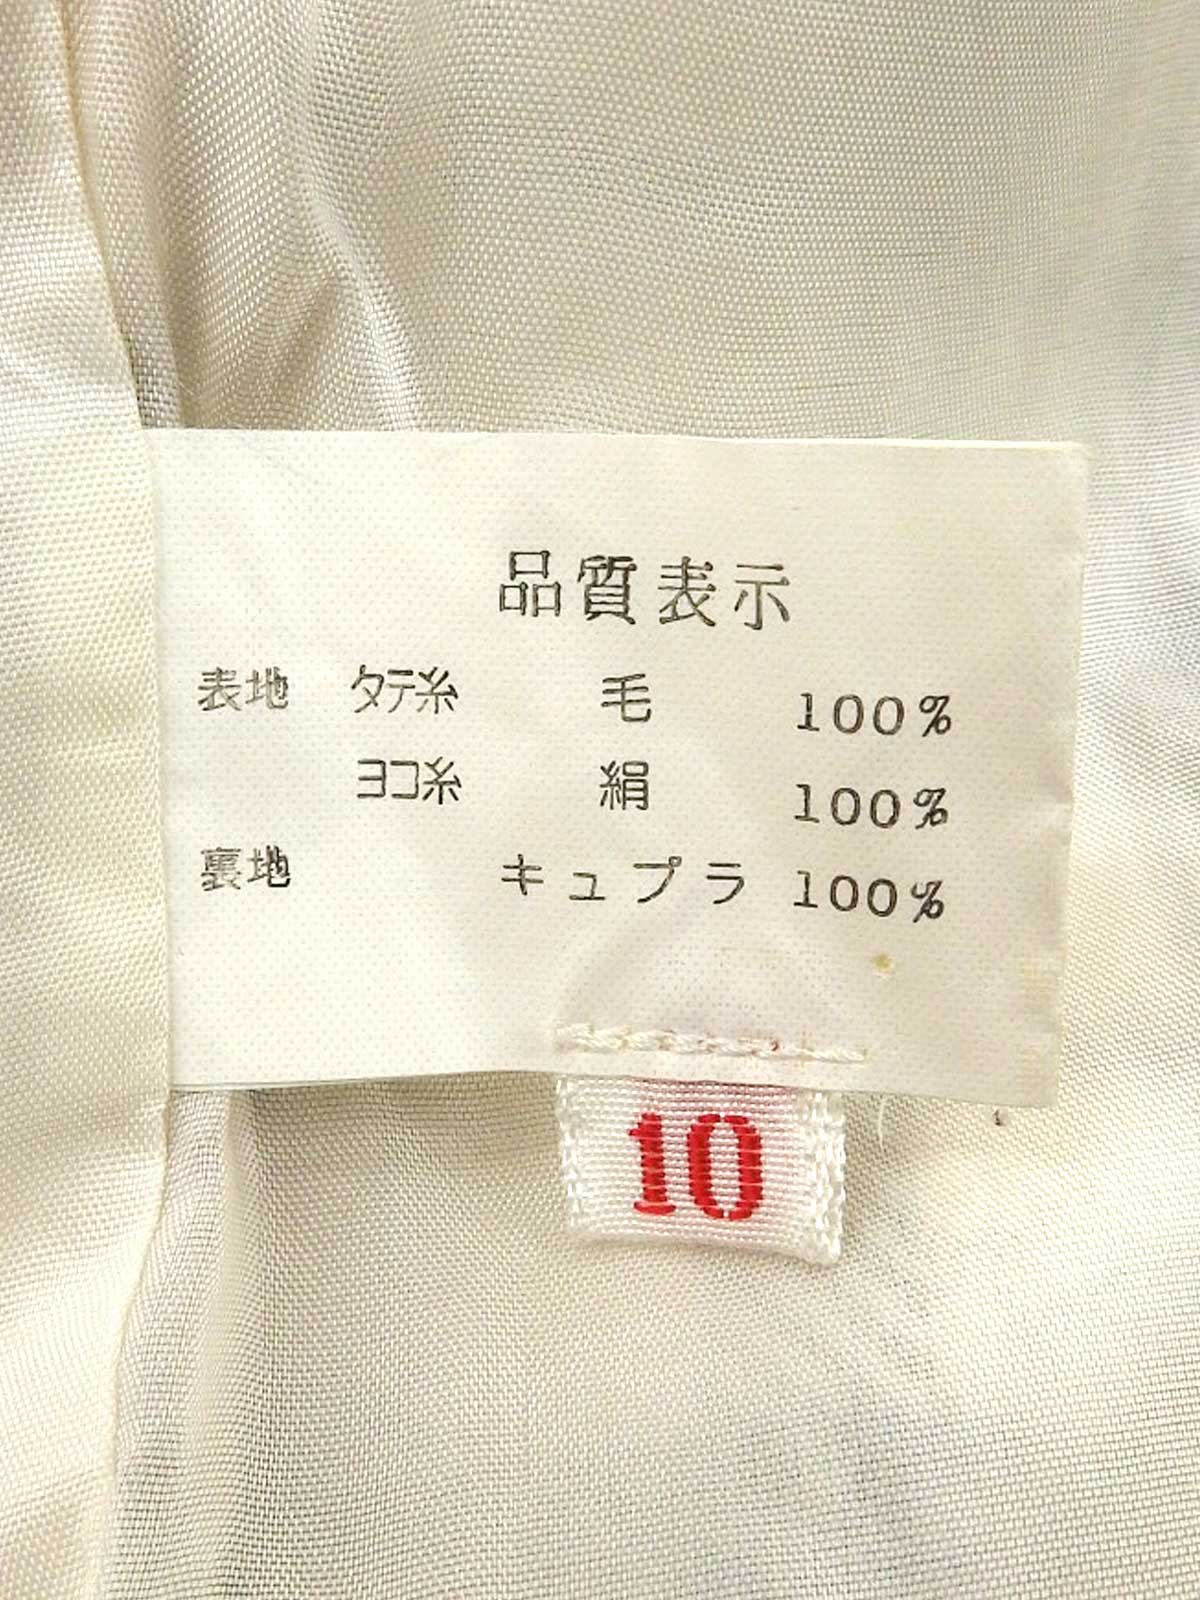 品質表示
表地 タテ糸 毛 100%
ヨコ糸 絹 100%
裏地 キュプラ 100%
10